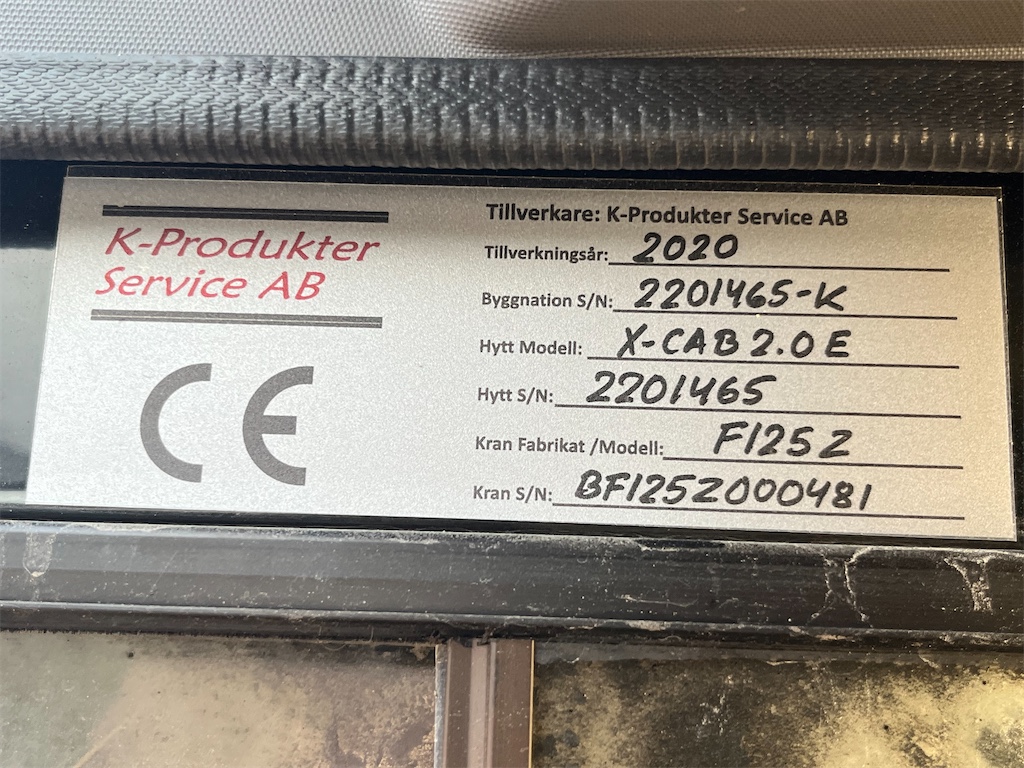 K-Produkter
Service AB
CE
Tillverkare: K-Produkter Service AB
Tillverkningsår: 2020
Byggnation S/N: 2201465-K
Hytt Modell: X-CAB 2.0 E
Hytt S/N: 2201465
Kran Fabrikat /Modell: F125Z
Kran S/N: BF125Z000481